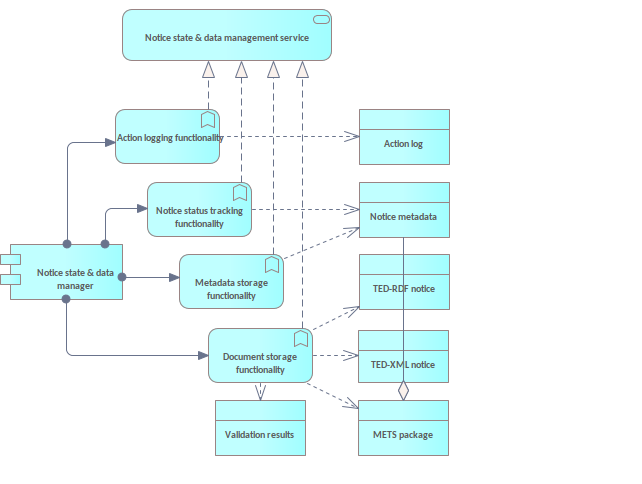 Notice state & data management service
Action logging functionality
Action log
Notice status tracking
functionality
Notice metadata
Notice state & data
manager
Metadata storage
functionality
TED-RDF notice
Document storage
functionality
TED-XML notice
Validation results
METS package